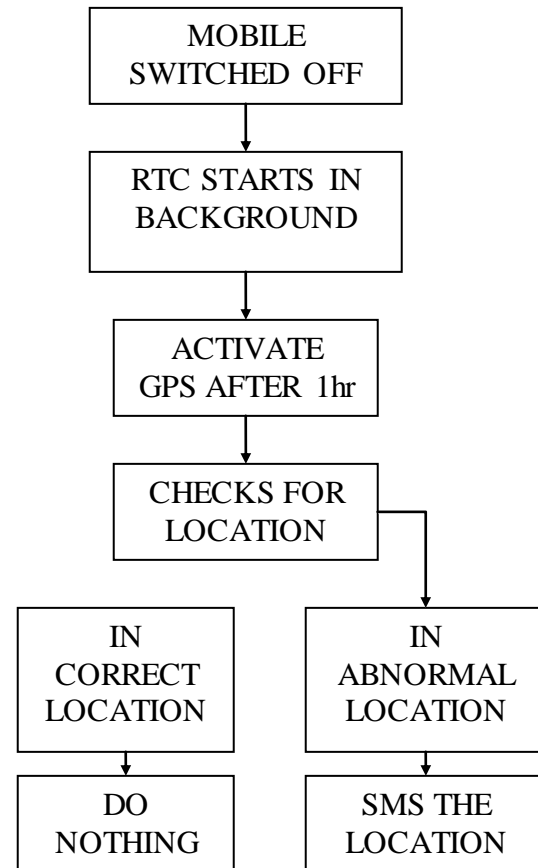 MOBILE
SWITCHED OFF
RTC STARTS IN
BACKGROUND
ACTIVATE
GPS AFTER 1hr
CHECKS FOR
LOCATION
IN
CORRECT
LOCATION
IN
ABNORMAL
LOCATION
DO
NOTHING
SMS THE
LOCATION